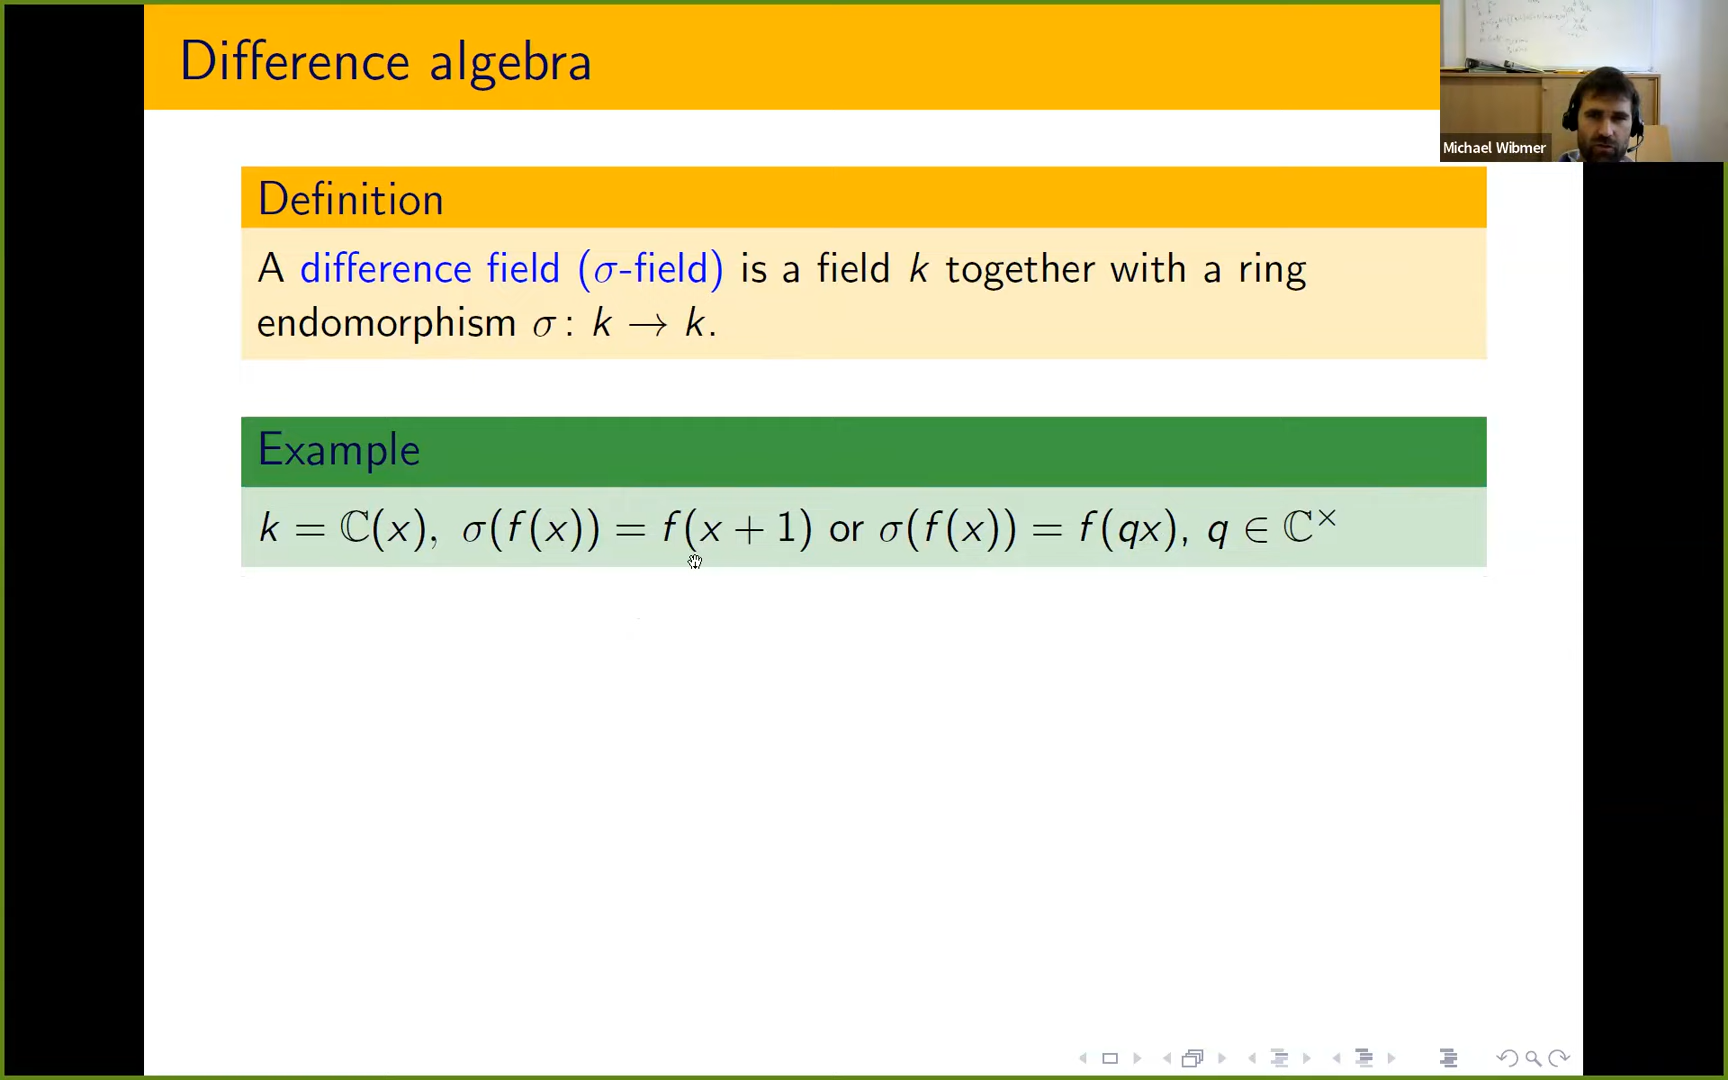 Difference algebra
Michael Wibmer
Definition
A difference field (σ-field) is a field k together with a ring
endomorphism σ: k → k.
Example
k = ℂ(x), σ(f(x)) = f(x + 1) or σ(f(x)) = f(qx), q ∈ ℂ^×